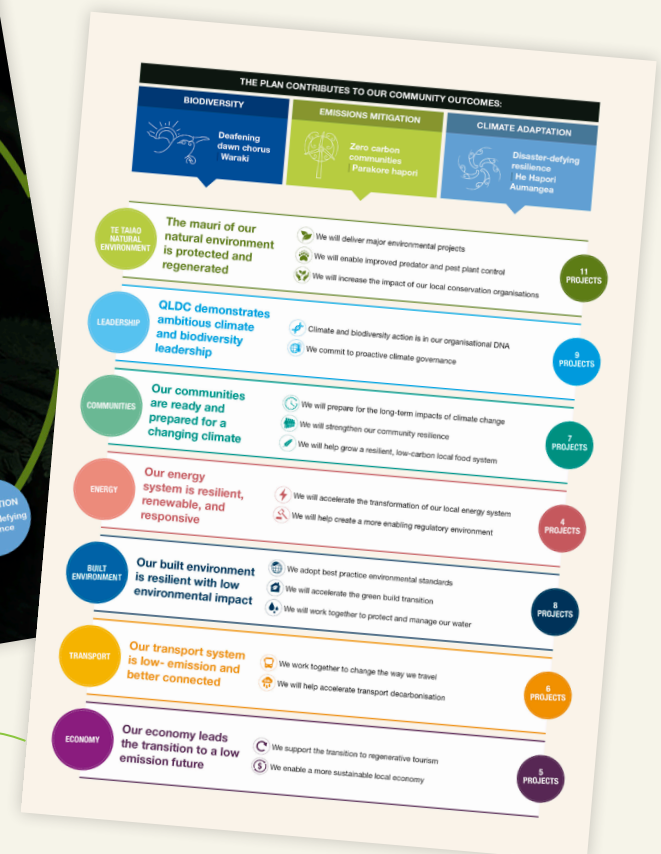 THE PLAN CONTRIBUTES TO OUR COMMUNITY OUTCOMES:
BIODIVERSITY
Deafening
dawn chorus
Waraki
EMISSIONS MITIGATION
Zero carbon
communities
Parakore hapori
CLIMATE ADAPTATION
Disaster-defying
resilience
He Hapori
Aumangea
TE TAIAO
NATURAL
ENVIRONMENT
The mauri of our
natural environment
is protected and
regenerated
We will deliver major environmental projects
We will enable improved predator and pest plant control
We will increase the impact of our local conservation organisations
11
PROJECTS
LEADERSHIP
QLDC demonstrates
ambitious climate
and biodiversity
leadership
Climate and biodiversity action is in our organisational DNA
We commit to proactive climate governance
9
PROJECTS
COMMUNITIES
Our communities
are ready and
prepared for a
changing climate
We will prepare for the long-term impacts of climate change
We will strengthen our community resilience
We will help grow a resilient, low-carbon local food system
7
PROJECTS
ENERGY
Our energy
system is resilient,
renewable, and
responsive
We will accelerate the transformation of our local energy system
We will help create a more enabling regulatory environment
4
PROJECTS
BUILT
ENVIRONMENT
Our built environment
is resilient with low
environmental impact
We adopt best practice environmental standards
We will accelerate the green build transition
We will work together to protect and manage our water
8
PROJECTS
TRANSPORT
Our transport system
is low- emission and
better connected
We work together to change the way we travel
We will help accelerate transport decarbonisation
6
PROJECTS
ECONOMY
Our economy leads
the transition to a low
emission future
We support the transition to regenerative tourism
We enable a more sustainable local economy
5
PROJECTS